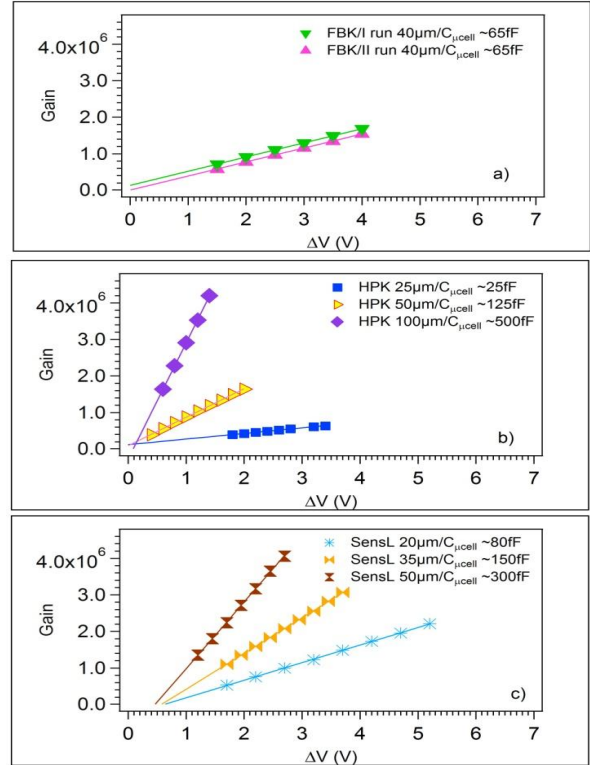 4.0x10⁶
3.0
2.0
1.0
0.0
Gain
FBK/I run 40µm/Cµcell ~65fF
FBK/II run 40µm/Cµcell ~65fF
a)
0 1 2 3 4 5 6 7
ΔV (V)
4.0x10⁶
3.0
2.0
1.0
0.0
Gain
HPK 25µm/Cµcell ~25fF
HPK 50µm/Cµcell ~125fF
HPK 100µm/Cµcell ~500fF
b)
0 1 2 3 4 5 6 7
ΔV (V)
4.0x10⁶
3.0
2.0
1.0
0.0
Gain
SensL 20µm/Cµcell ~80fF
SensL 35µm/Cµcell ~150fF
SensL 50µm/Cµcell ~300fF
c)
0 1 2 3 4 5 6 7
ΔV (V)